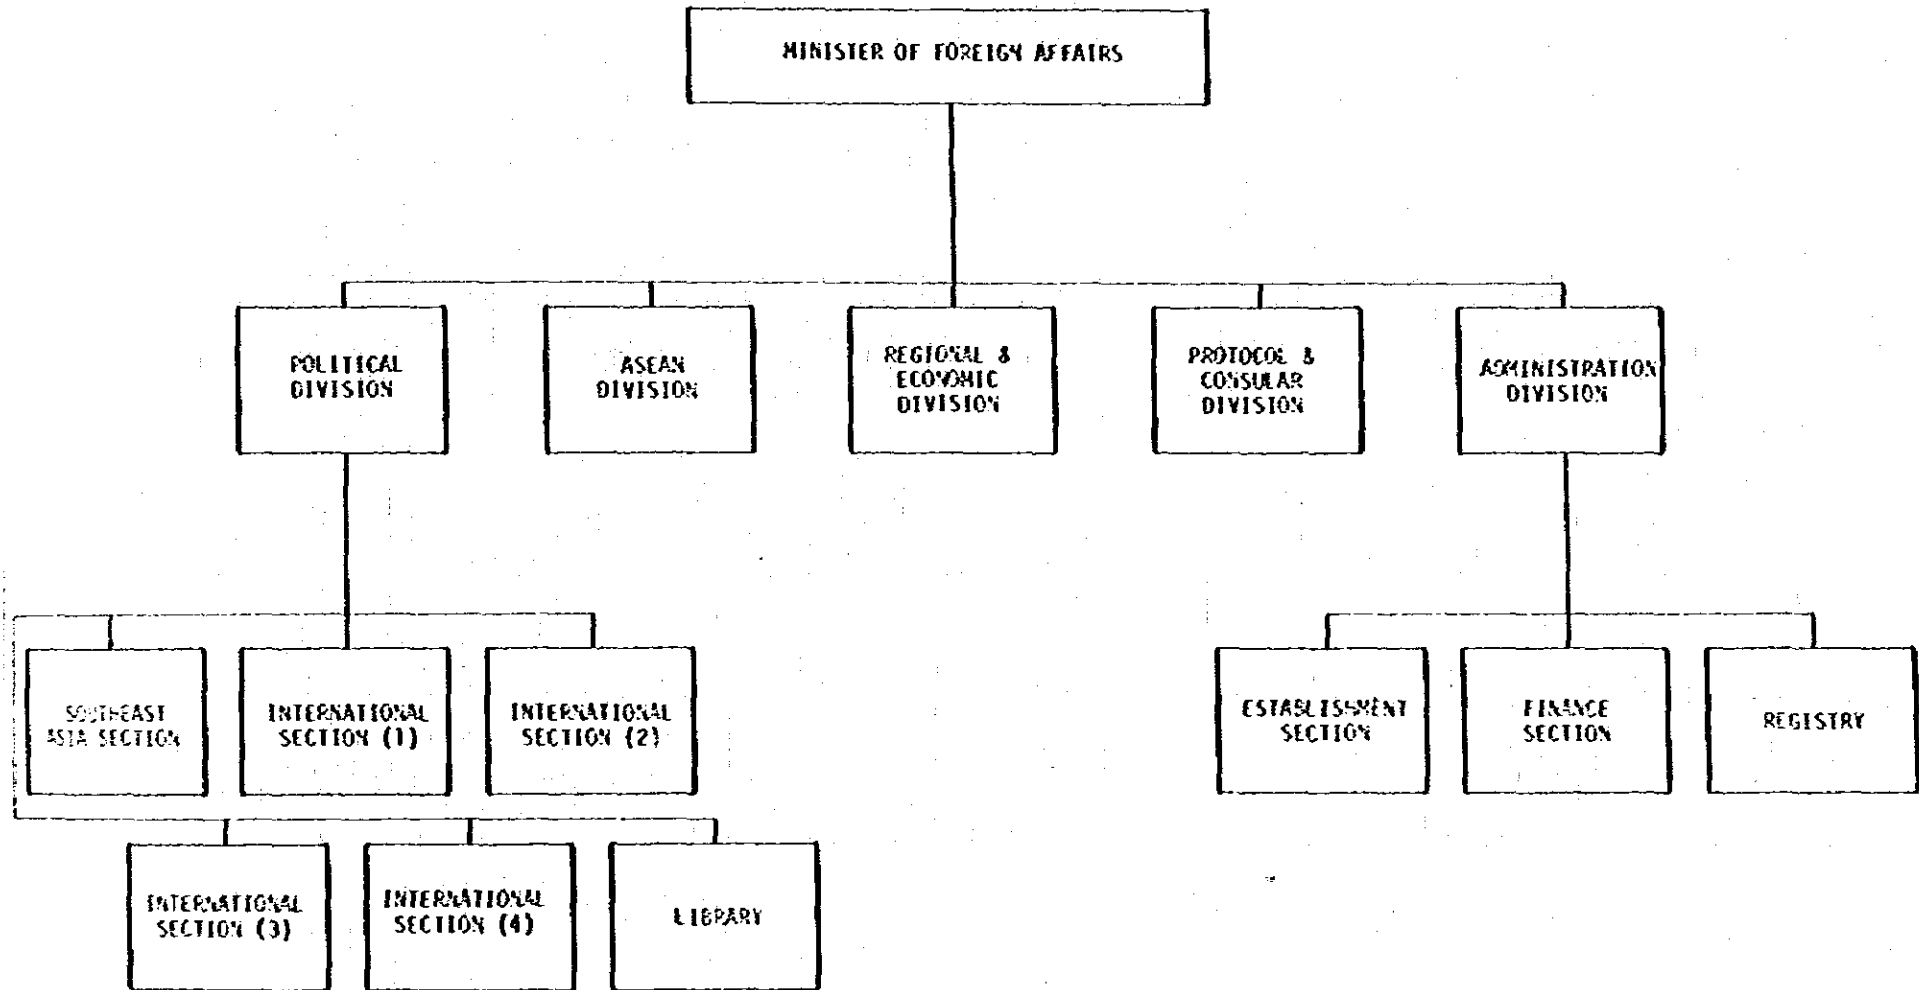 MINISTER OF FOREIGN AFFAIRS
POLITICAL
DIVISION
ASEAN
DIVISION
REGIONAL &
ECONOMIC
DIVISION
PROTOCOL &
CONSULAR
DIVISION
ADMINISTRATION
DIVISION
SOUTHEAST
ASIA SECTION
INTERNATIONAL
SECTION (1)
INTERNATIONAL
SECTION (2)
ESTABLISHMENT
SECTION
FINANCE
SECTION
REGISTRY
INTERNATIONAL
SECTION (3)
INTERNATIONAL
SECTION (4)
LIBRARY